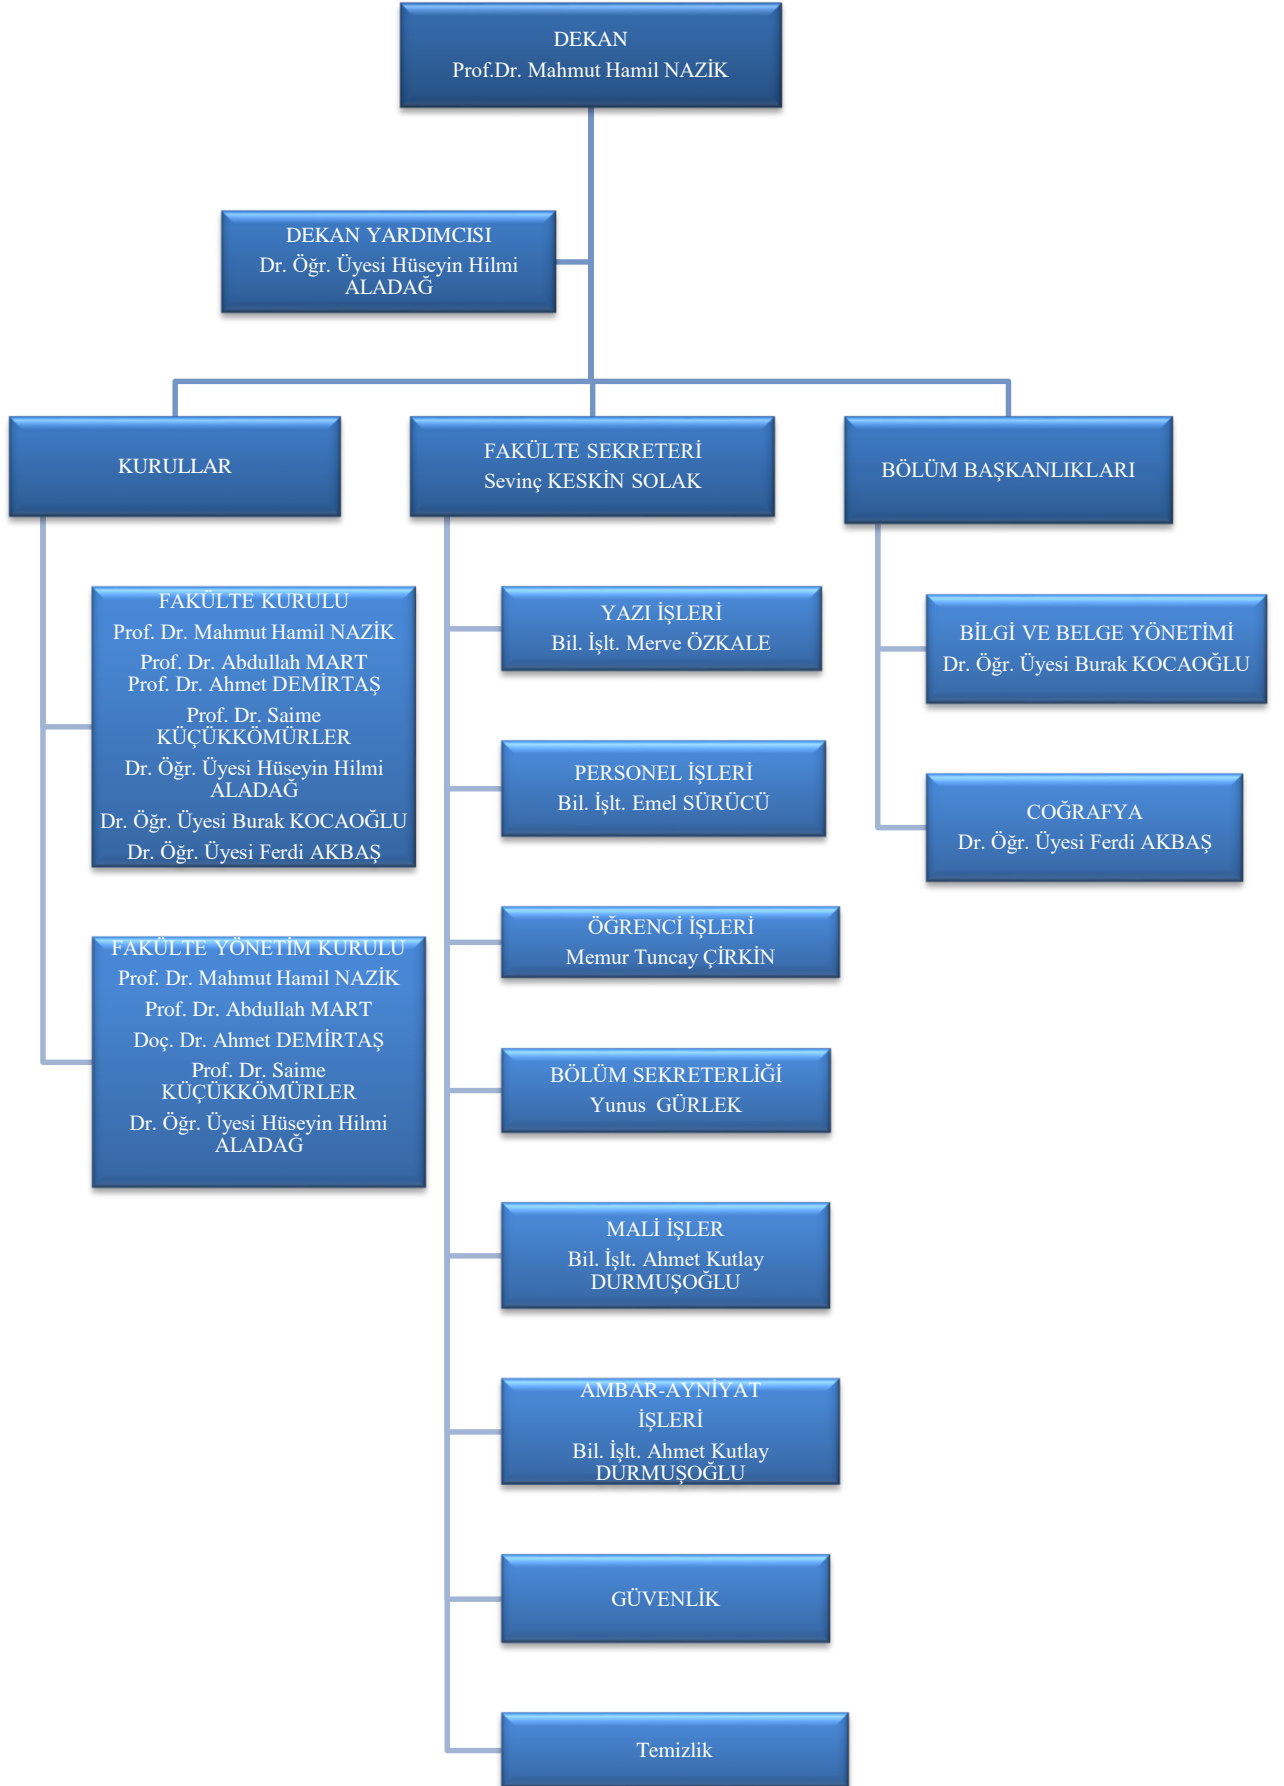 DEKAN
Prof.Dr. Mahmut Hamil NAZİK
DEKAN YARDIMCISI
Dr. Öğr. Üyesi Hüseyin Hilmi
ALADAĞ
KURULLAR
FAKÜLTE KURULU
Prof. Dr. Mahmut Hamil NAZİK
Prof. Dr. Abdullah MART
Prof. Dr. Ahmet DEMİRTAŞ
Prof. Dr. Saime
KÜÇÜKKÖMÜRLER
Dr. Öğr. Üyesi Hüseyin Hilmi
ALADAĞ
Dr. Öğr. Üyesi Burak KOCAOĞLU
Dr. Öğr. Üyesi Ferdi AKBAŞ
FAKÜLTE YÖNETİM KURULU
Prof. Dr. Mahmut Hamil NAZİK
Prof. Dr. Abdullah MART
Doç. Dr. Ahmet DEMİRTAŞ
Prof. Dr. Saime
KÜÇÜKKÖMÜRLER
Dr. Öğr. Üyesi Hüseyin Hilmi
ALADAĞ
FAKÜLTE SEKRETERİ
Sevinç KESKİN SOLAK
YAZI İŞLERİ
Bil. İşlt. Merve ÖZKALE
PERSONEL İŞLERİ
Bil. İşlt. Emel SÜRÜCÜ
ÖĞRENCİ İŞLERİ
Memur Tuncay ÇİRKİN
BÖLÜM SEKRETERLİĞİ
Yunus  GÜRLEK
MALİ İŞLER
Bil. İşlt. Ahmet Kutlay
DURMUŞOĞLU
AMBAR-AYNİYAT
İŞLERİ
Bil. İşlt. Ahmet Kutlay
DURMUŞOĞLU
GÜVENLİK
Temizlik
BÖLÜM BAŞKANLIKLARI
BİLGİ VE BELGE YÖNETİMİ
Dr. Öğr. Üyesi Burak KOCAOĞLU
COĞRAFYA
Dr. Öğr. Üyesi Ferdi AKBAŞ